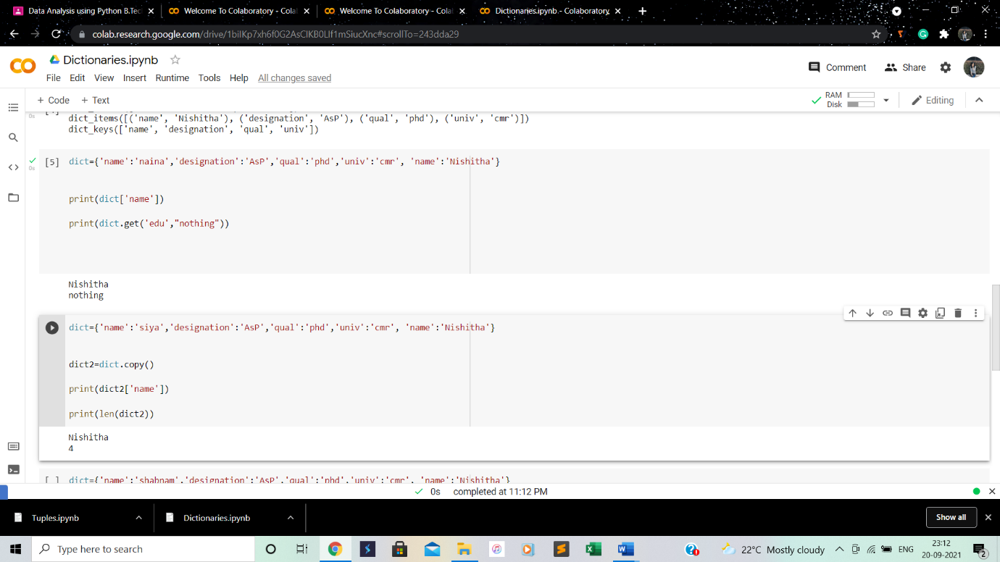 Data Analysis using Python B.Tec
Welcome To Colaboratory - Cola
Welcome To Colaboratory - Cola
Dictionaries.ipynb - Colaboratory
colab.research.google.com/drive/1bilKp7xh6f0G2AsClKB0Llf1mSiucXnc#scrollTo=243dda29
Dictionaries.ipynb
File Edit View Insert Runtime Tools Help All changes saved
Comment Share
+ Code + Text
RAM
Disk
Editing
0s
dict_items([('name', 'Nishitha'), ('designation', 'AsP'), ('qual', 'phd'), ('univ', 'cmr')])
dict_keys(['name', 'designation', 'qual', 'univ'])
[5] dict={'name':'naina','designation':'AsP','qual':'phd','univ':'cmr', 'name':'Nishitha'}
0s
print(dict['name'])
print(dict.get('edu',"nothing"))
Nishitha
nothing
dict={'name':'siya','designation':'AsP','qual':'phd','univ':'cmr', 'name':'Nishitha'}
dict2=dict.copy()
print(dict2['name'])
print(len(dict2))
Nishitha
4
[ ] dict={'name':'shabnam','designation':'AsP','qual':'phd','univ':'cmr', 'name':'Nishitha'}
0s completed at 11:12 PM
Tuples.ipynb
Dictionaries.ipynb
Show all
Type here to search
22°C Mostly cloudy
ENG
23:12
20-09-2021
2